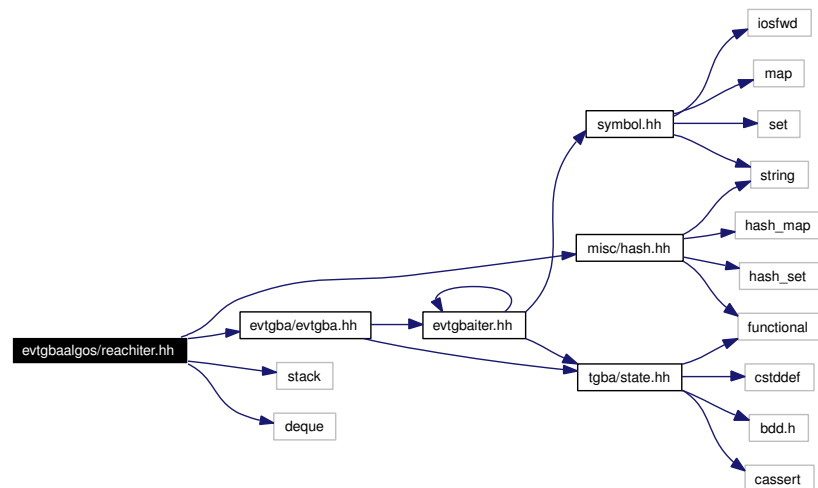 iosfwd
map
symbol.hh
set
string
hash_map
misc/hash.hh
hash_set
evtgba/evtgba.hh
evtgbaiter.hh
functional
evtgbaalgos/reachiter.hh
stack
tgba/state.hh
cstddef
deque
bdd.h
cassert